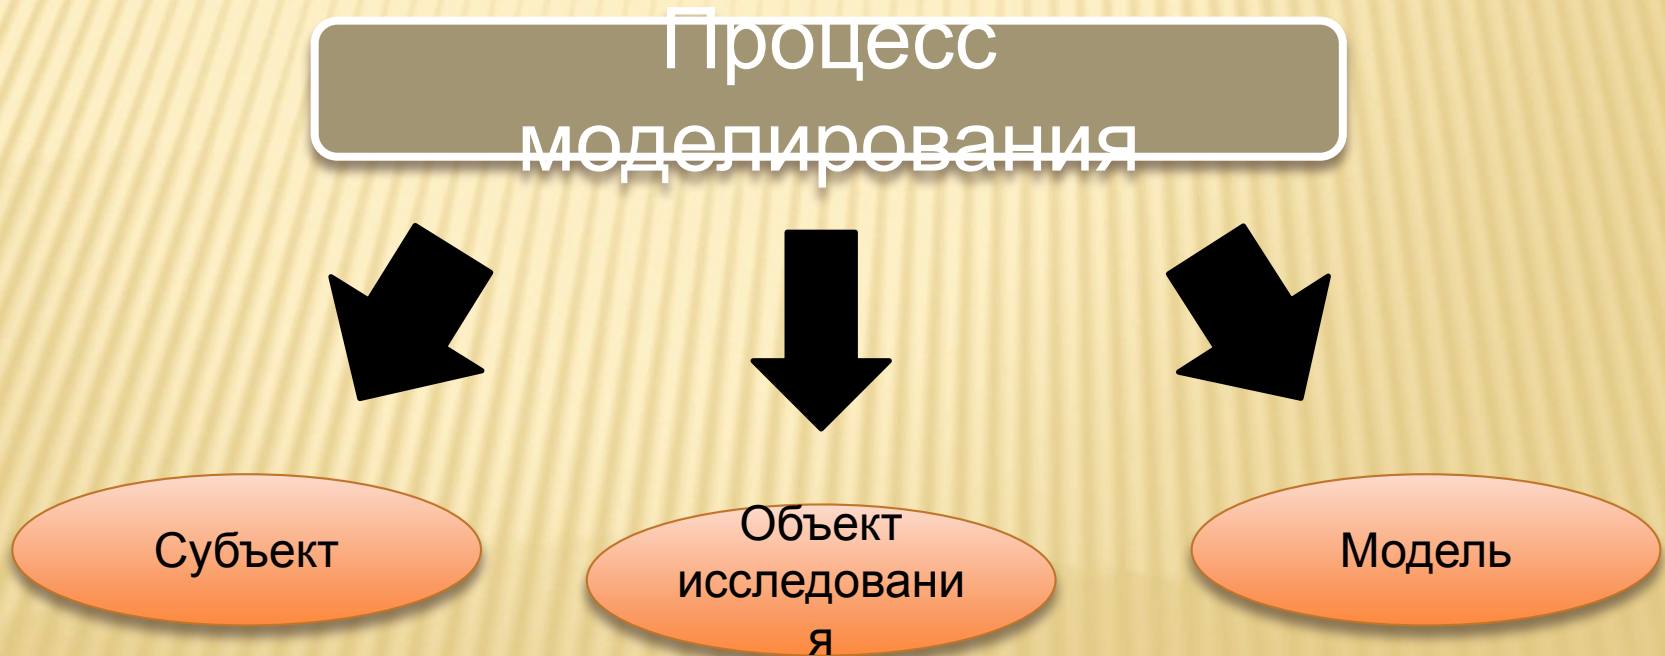 Процесс
моделирования
Субъект
Объект
исследовани
я
Модель